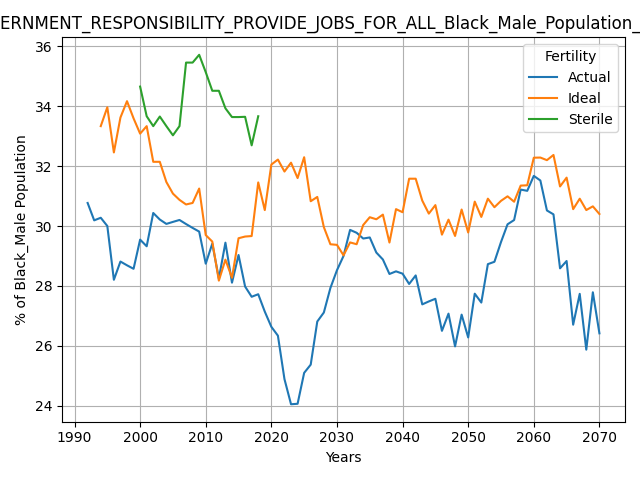 ERNMENT_RESPONSIBILITY_PROVIDE_JOBS_FOR_ALL_Black_Male_Population_
Fertility
Actual
Ideal
Sterile
% of Black_Male Population
36
34
32
30
28
26
24
1990 2000 2010 2020 2030 2040 2050 2060 2070
Years